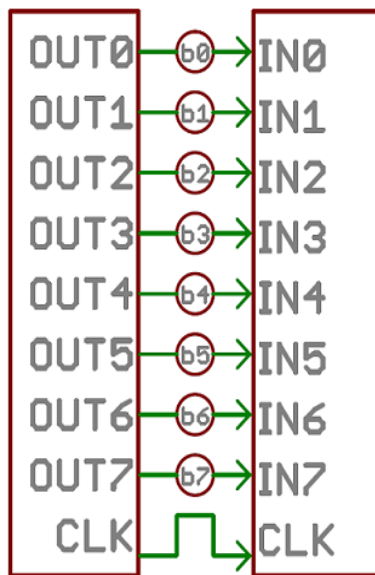 OUT0 b0 IN0
OUT1 b1 IN1
OUT2 b2 IN2
OUT3 b3 IN3
OUT4 b4 IN4
OUT5 b5 IN5
OUT6 b6 IN6
OUT7 b7 IN7
CLK CLK